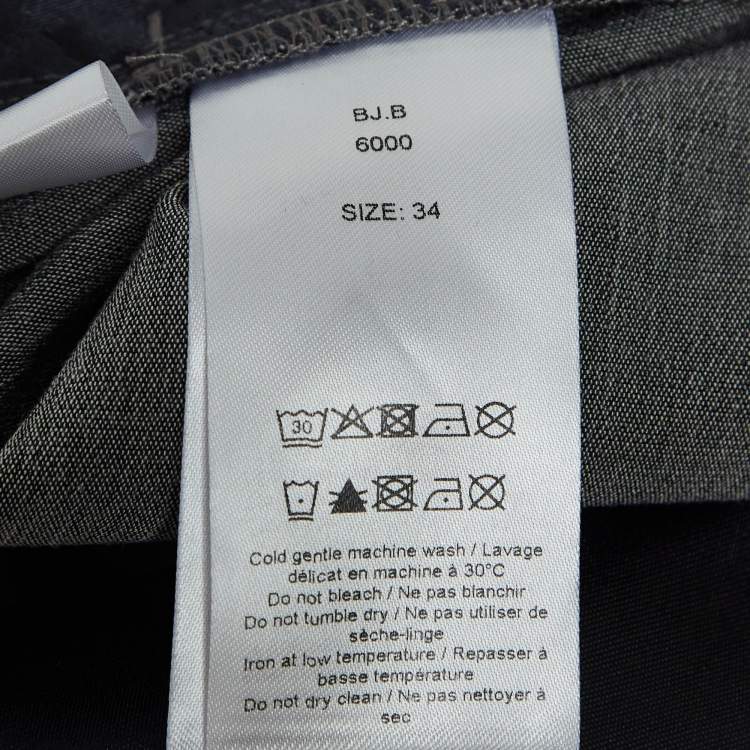 BJ.B
6000
SIZE: 34
30
Cold gentle machine wash / Lavage
délicat en machine à 30°C
Do not bleach / Ne pas blanchir
Do not tumble dry / Ne pas utiliser de
sèche-linge
Iron at low temperature / Repasser à
basse température
Do not dry clean / Ne pas nettoyer à
sec